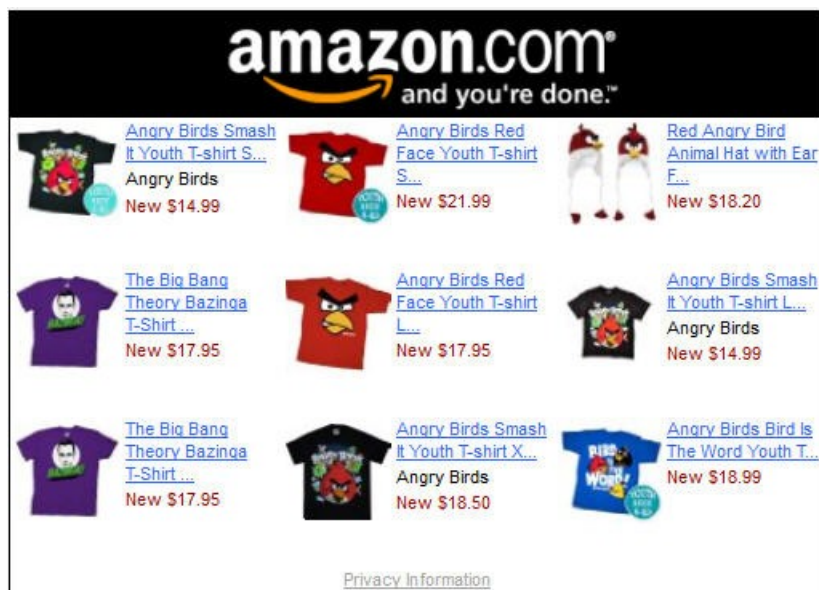 amazon.com®
and you're done.™
Angry Birds Smash
It Youth T-shirt S...
Angry Birds
New $14.99
Angry Birds Red
Face Youth T-shirt
S...
New $21.99
Red Angry Bird
Animal Hat with Ear
F...
New $18.20
The Big Bang
Theory Bazinga
T-Shirt ...
New $17.95
Angry Birds Red
Face Youth T-shirt
L...
New $17.95
Angry Birds Smash
It Youth T-shirt L...
Angry Birds
New $14.99
The Big Bang
Theory Bazinga
T-Shirt ...
New $17.95
Angry Birds Smash
It Youth T-shirt X...
Angry Birds
New $18.50
BIRD
WORD!
Angry Birds Bird Is
The Word Youth T...
New $18.99
Privacy Information